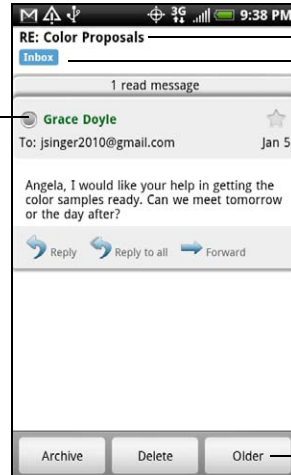 3G 9:38 PM
RE: Color Proposals
Inbox
1 read message
Grace Doyle
To: jsinger2010@gmail.com Jan 5
Angela, I would like your help in getting the
color samples ready. Can we meet tomorrow
or the day after?
Reply Reply to all Forward
Archive Delete Older